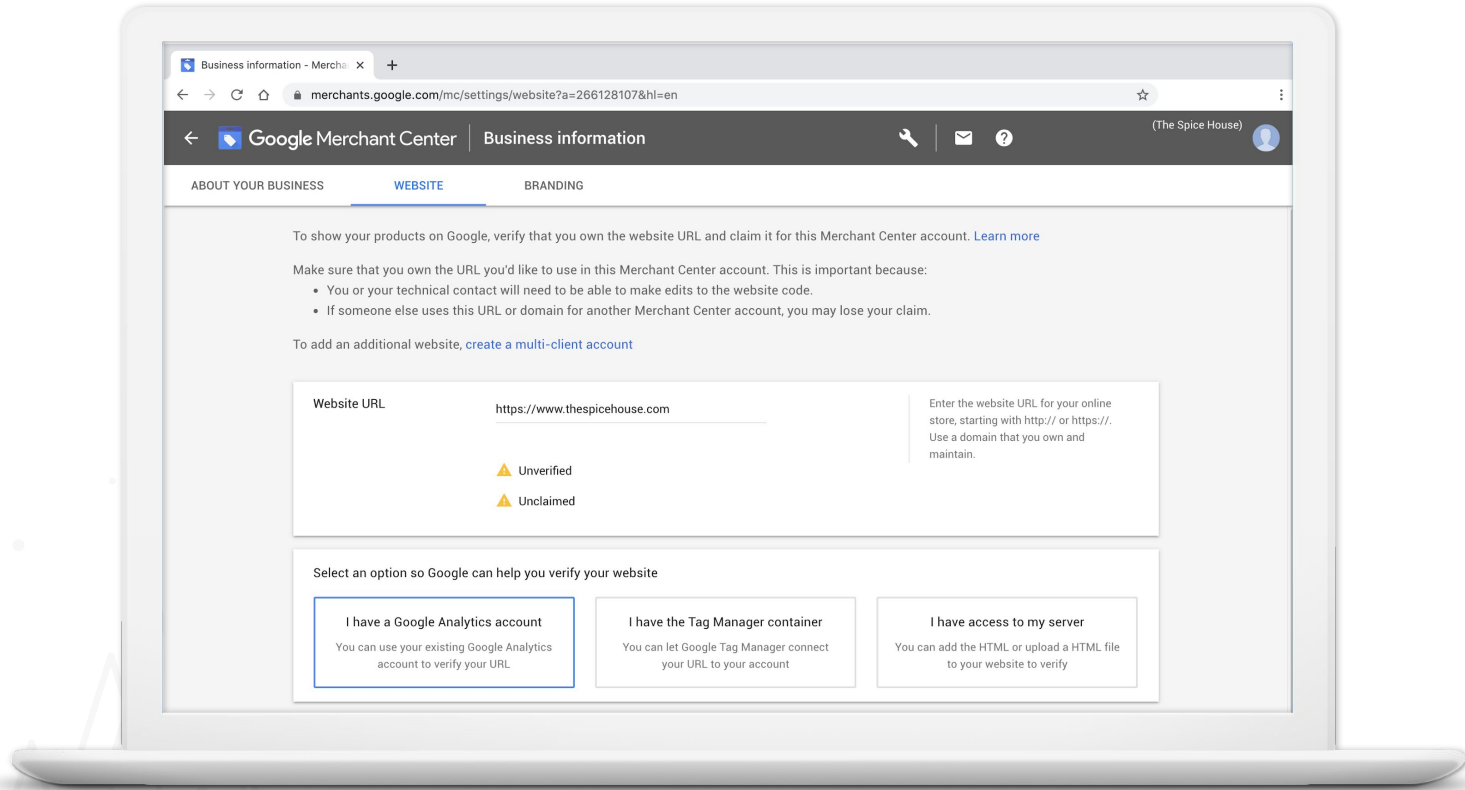 Business information - Mercha
merchants.google.com/mc/settings/website?a=266128107&hl=en
Google Merchant Center
Business information
(The Spice House)
ABOUT YOUR BUSINESS
WEBSITE
BRANDING
To show your products on Google, verify that you own the website URL and claim it for this Merchant Center account. Learn more
Make sure that you own the URL you'd like to use in this Merchant Center account. This is important because:
• You or your technical contact will need to be able to make edits to the website code.
• If someone else uses this URL or domain for another Merchant Center account, you may lose your claim.
To add an additional website, create a multi-client account
Website URL
https://www.thespicehouse.com
Unverified
Unclaimed
Enter the website URL for your online
store, starting with http:// or https://.
Use a domain that you own and
maintain.
Select an option so Google can help you verify your website
I have a Google Analytics account
You can use your existing Google Analytics
account to verify your URL
I have the Tag Manager container
You can let Google Tag Manager connect
your URL to your account
I have access to my server
You can add the HTML or upload a HTML file
to your website to verify